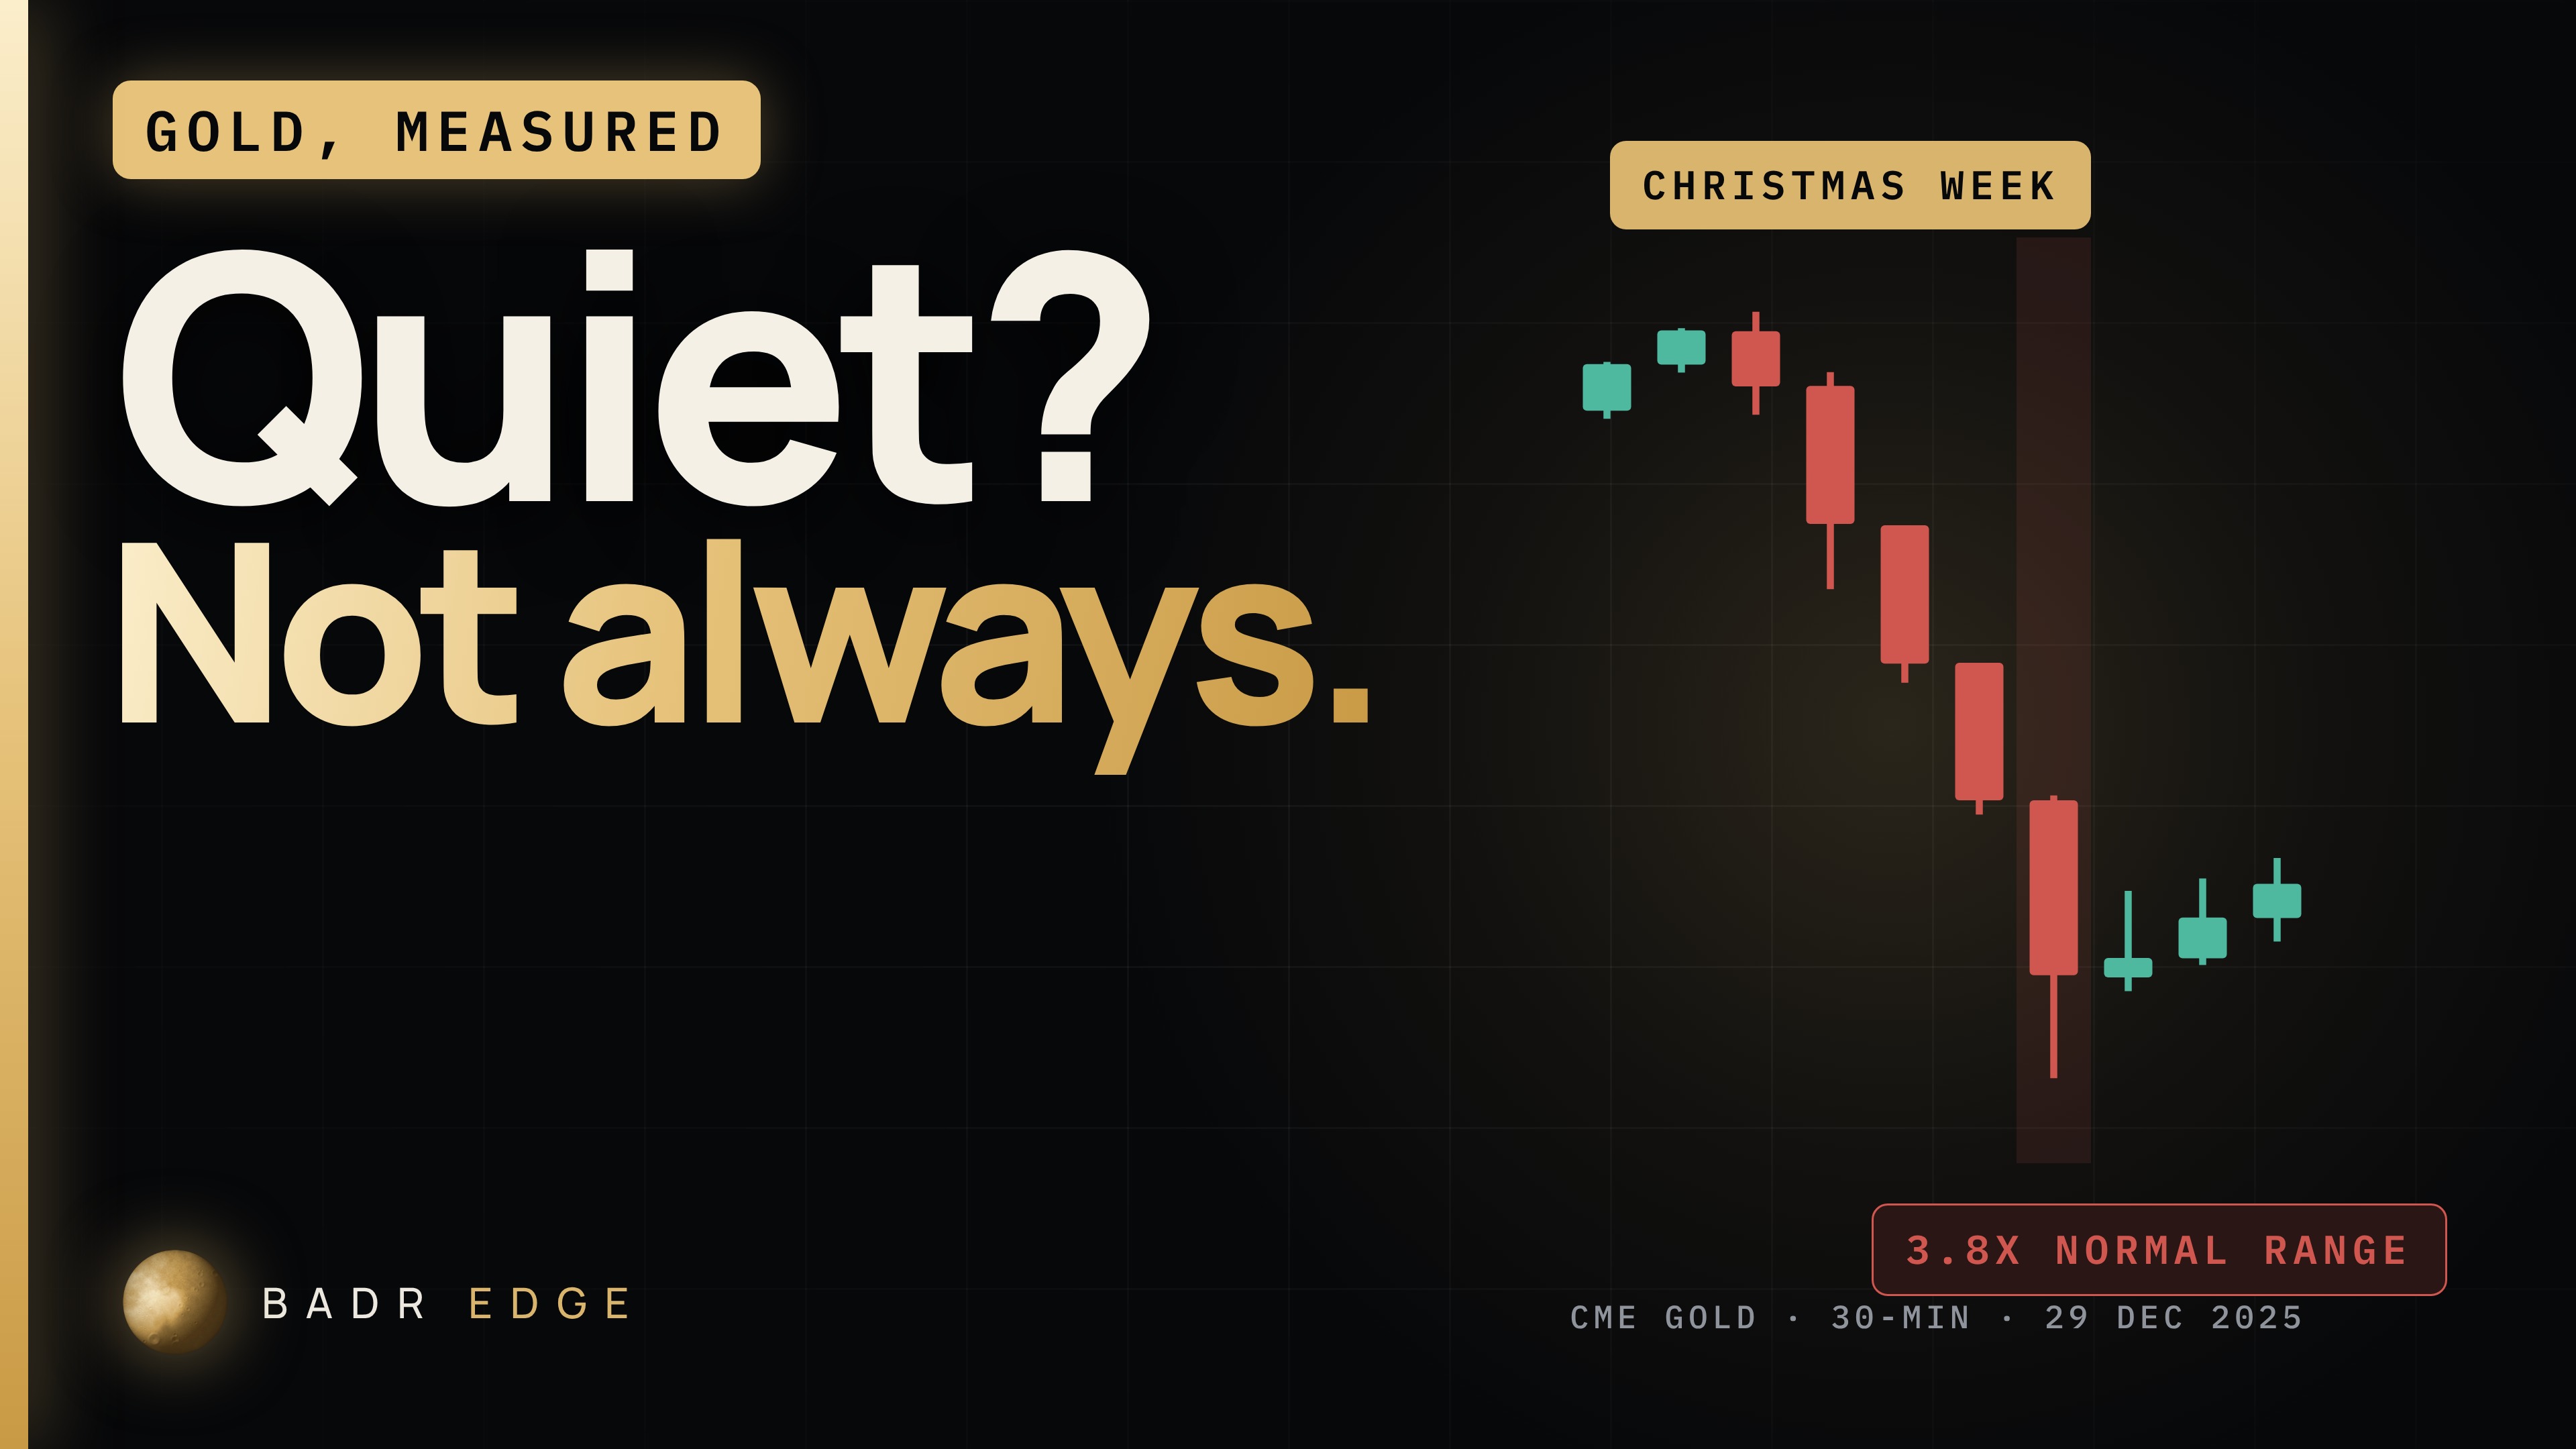 GOLD, MEASURED
Quiet?
Not always.
CHRISTMAS WEEK
3.8X NORMAL RANGE
CME GOLD · 30-MIN · 29 DEC 2025
BADR EDGE